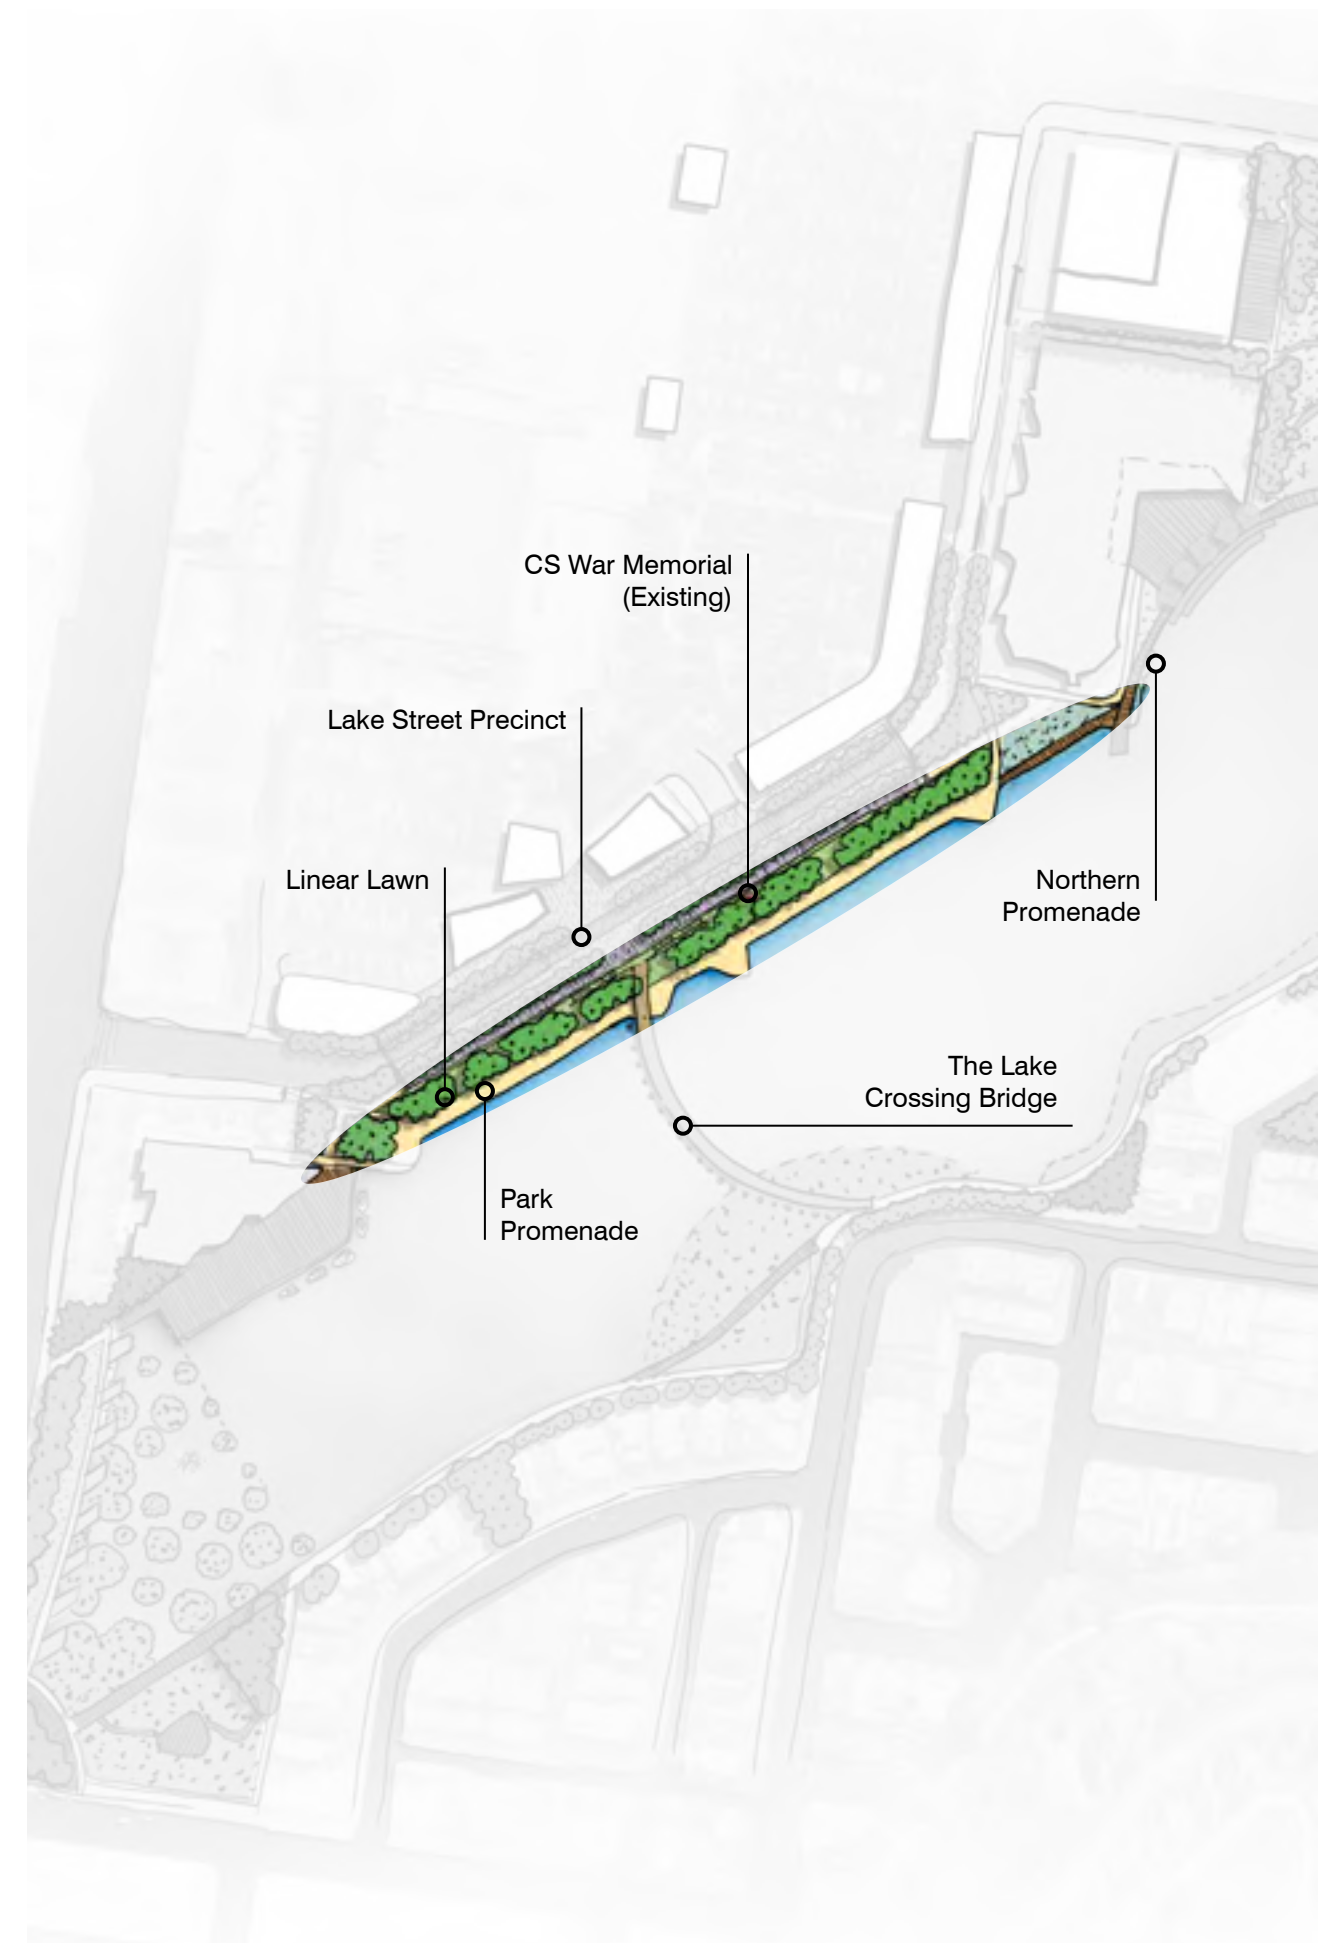 CS War Memorial
(Existing)
Lake Street Precinct
Linear Lawn
Northern
Promenade
The Lake
Crossing Bridge
Park
Promenade